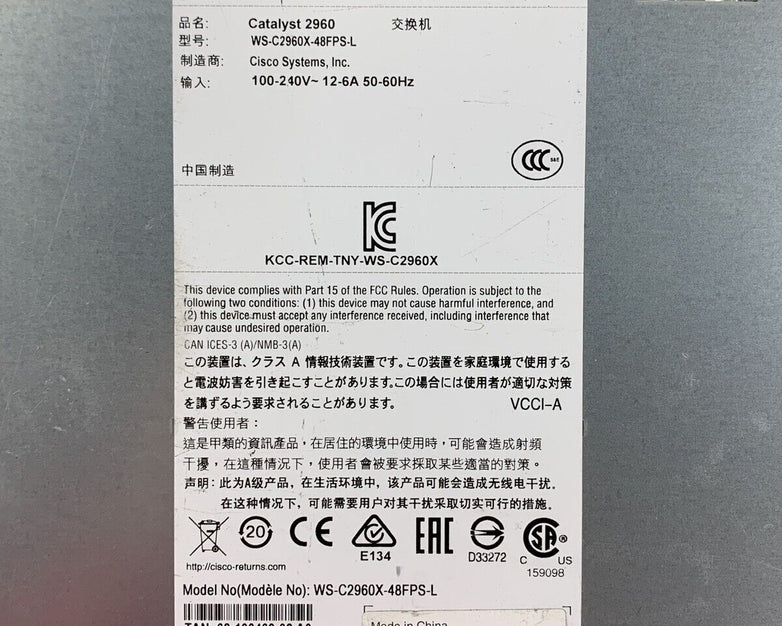 品名: Catalyst 2960 交换机
型号: WS-C2960X-48FPS-L
制造商: Cisco Systems, Inc.
输入: 100-240V~ 12-6A 50-60Hz
中国制造
CCC S&E
KC
KCC-REM-TNY-WS-C2960X
This device complies with Part 15 of the FCC Rules. Operation is subject to the
following two conditions: (1) this device may not cause harmful interference, and
(2) this device must accept any interference received, including interference that
may cause undesired operation.
CAN ICES-3 (A)/NMB-3(A)
この装置は、クラス A 情報技術装置です。この装置を家庭環境で使用する
と電波妨害を引き起こすことがあります。この場合には使用者が適切な対策
を講ずるよう要求されることがあります。 VCCI-A
警告使用者：
這是甲類的資訊產品，在居住的環境中使用時，可能會造成射頻
干擾，在這種情況下，使用者會被要求採取某些適當的對策。
声明：此为A级产品，在生活环境中，该产品可能会造成无线电干扰。
在这种情况下，可能需要用户对其干扰采取切实可行的措施。
20 CE E134 EAC D33272 C SA ® C US
159098
http://cisco-returns.com
Model No(Modèle No): WS-C2960X-48FPS-L
Made in China